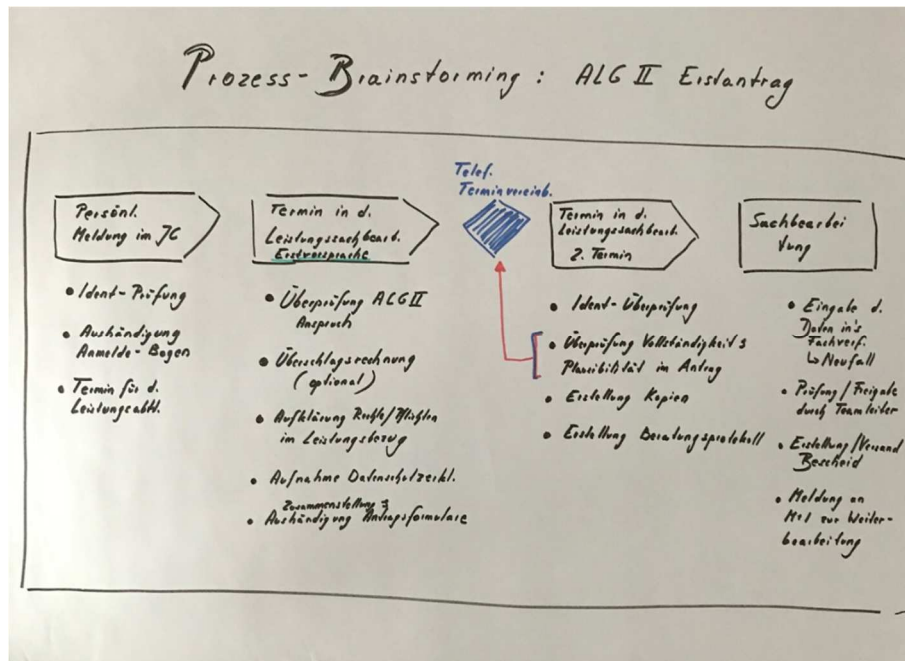 Prozess-Brainstorming: ALG II Erstantrag
Persönl.
Meldung im JC
• Ident-Prüfung
• Aushändigung
Anmelde-Bogen
• Termin für d.
Leistungsabtl.
Termin in d.
Leistungssachbearb.
Erstvorsprache
• Überprüfung ALG II
Anspruch
• Überschlagsrechnung
(optional)
• Aufklärung Rechte/Pflichten
im Leistungsbezug
• Aufnahme Datenschutzerkl.
Zusammenstellung &
• Aushändigung Antragsformulare
Telef.
Terminvereinb.
Termin in d.
Leistungssachbearb.
2. Termin
• Ident-Überprüfung
• Überprüfung Vollständigkeit &
Plausibilität im Antrag
• Erstellung Kopien
• Erstellung Beratungsprotokoll
Sachbearbei
tung
• Eingabe d.
Daten in's
Fachverf.
↳ Neufall
• Prüfung/Freigabe
durch Teamleiter
• Erstellung/Versand
Bescheid
• Meldung an
M+I zur Weiter-
bearbeitung